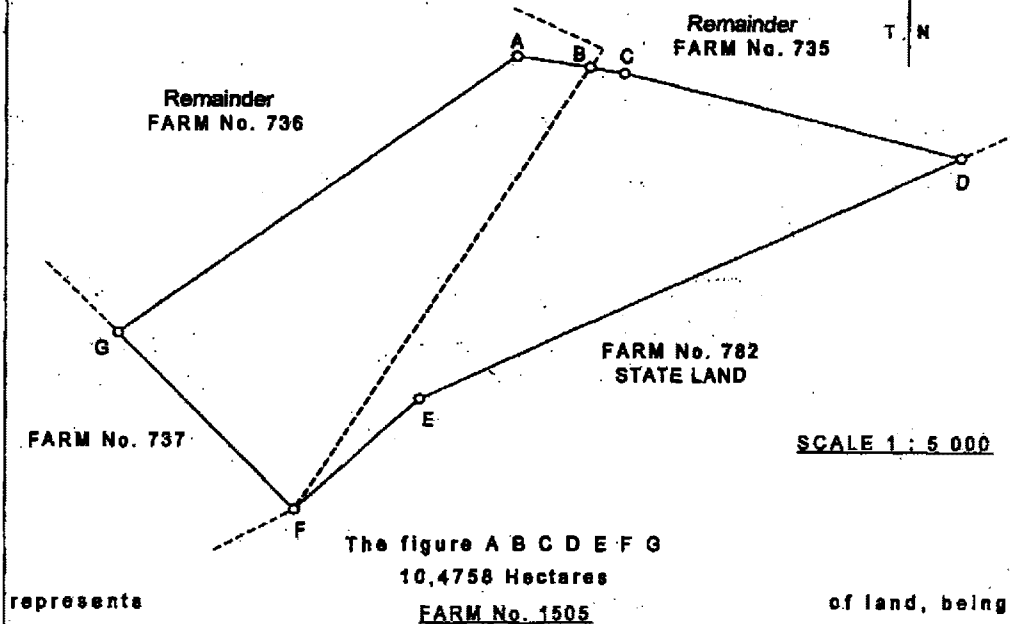 Remainder
FARM No. 735
T N
A
B
C
Remainder
FARM No. 736
D
G
FARM No. 782
STATE LAND
E
FARM No. 737
SCALE 1 : 5 000
F
The figure A B C D E F G
10,4758 Hectares
represents of land, being
FARM No. 1505